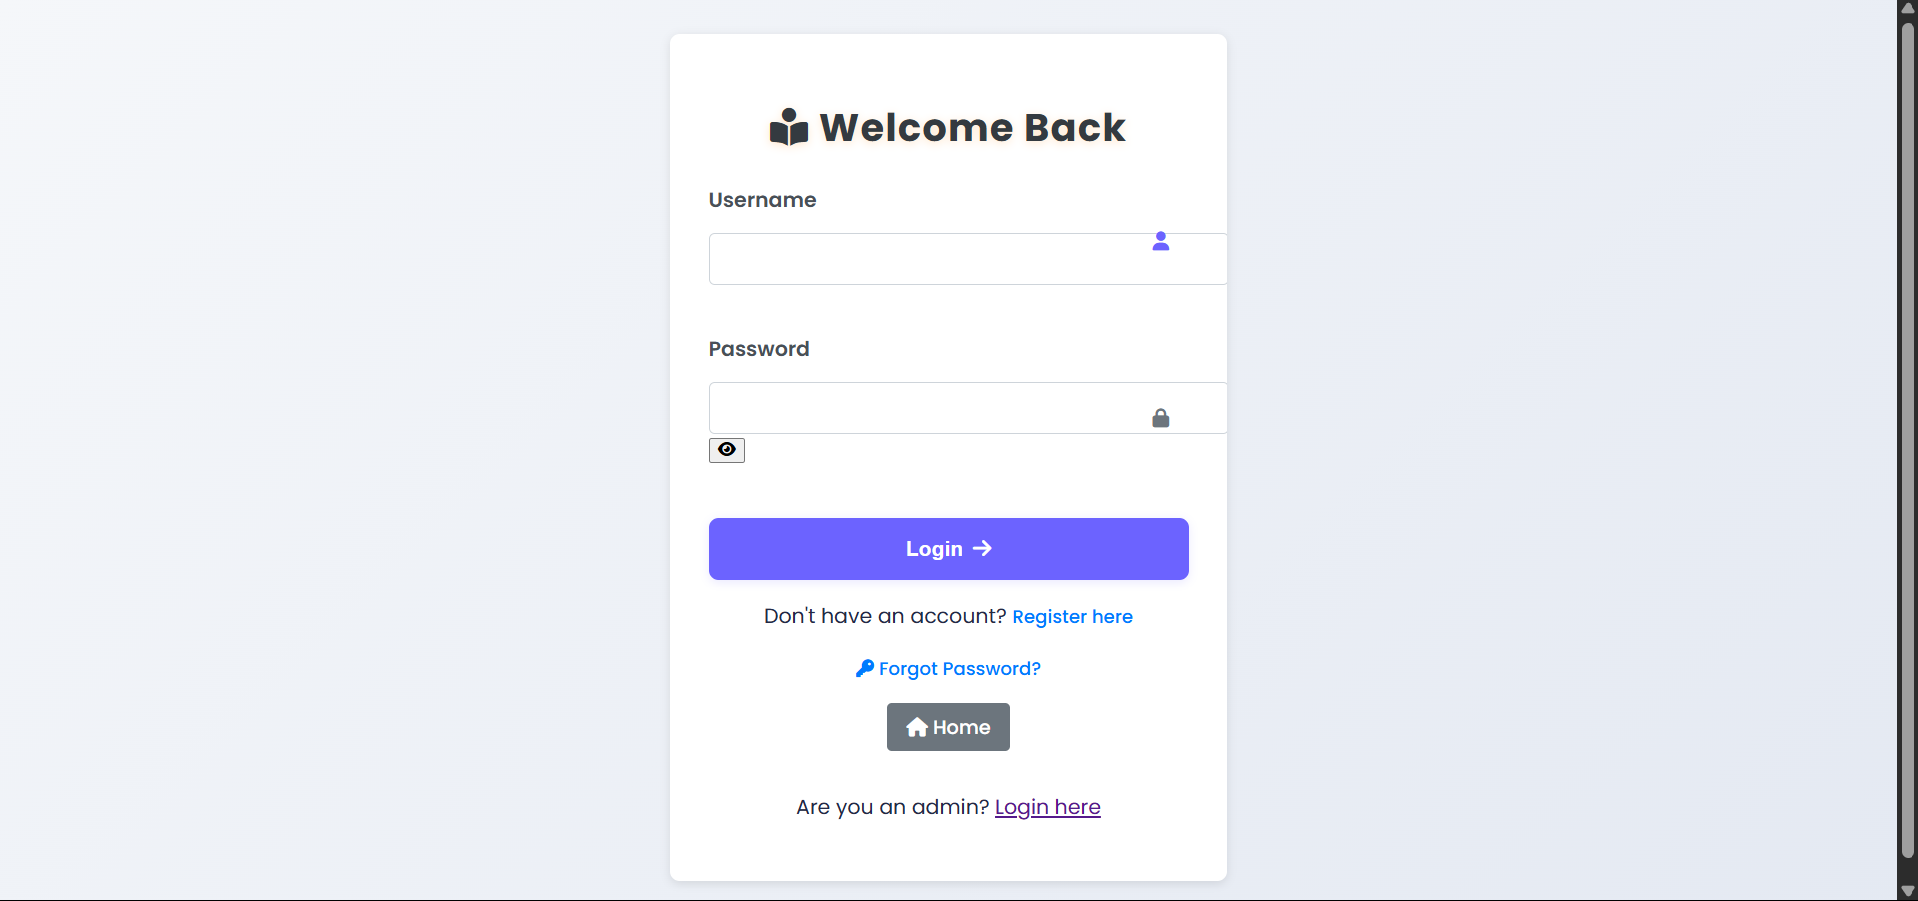 Welcome Back
Username
Password
Login
Don't have an account? Register here
Forgot Password?
Home
Are you an admin? Login here